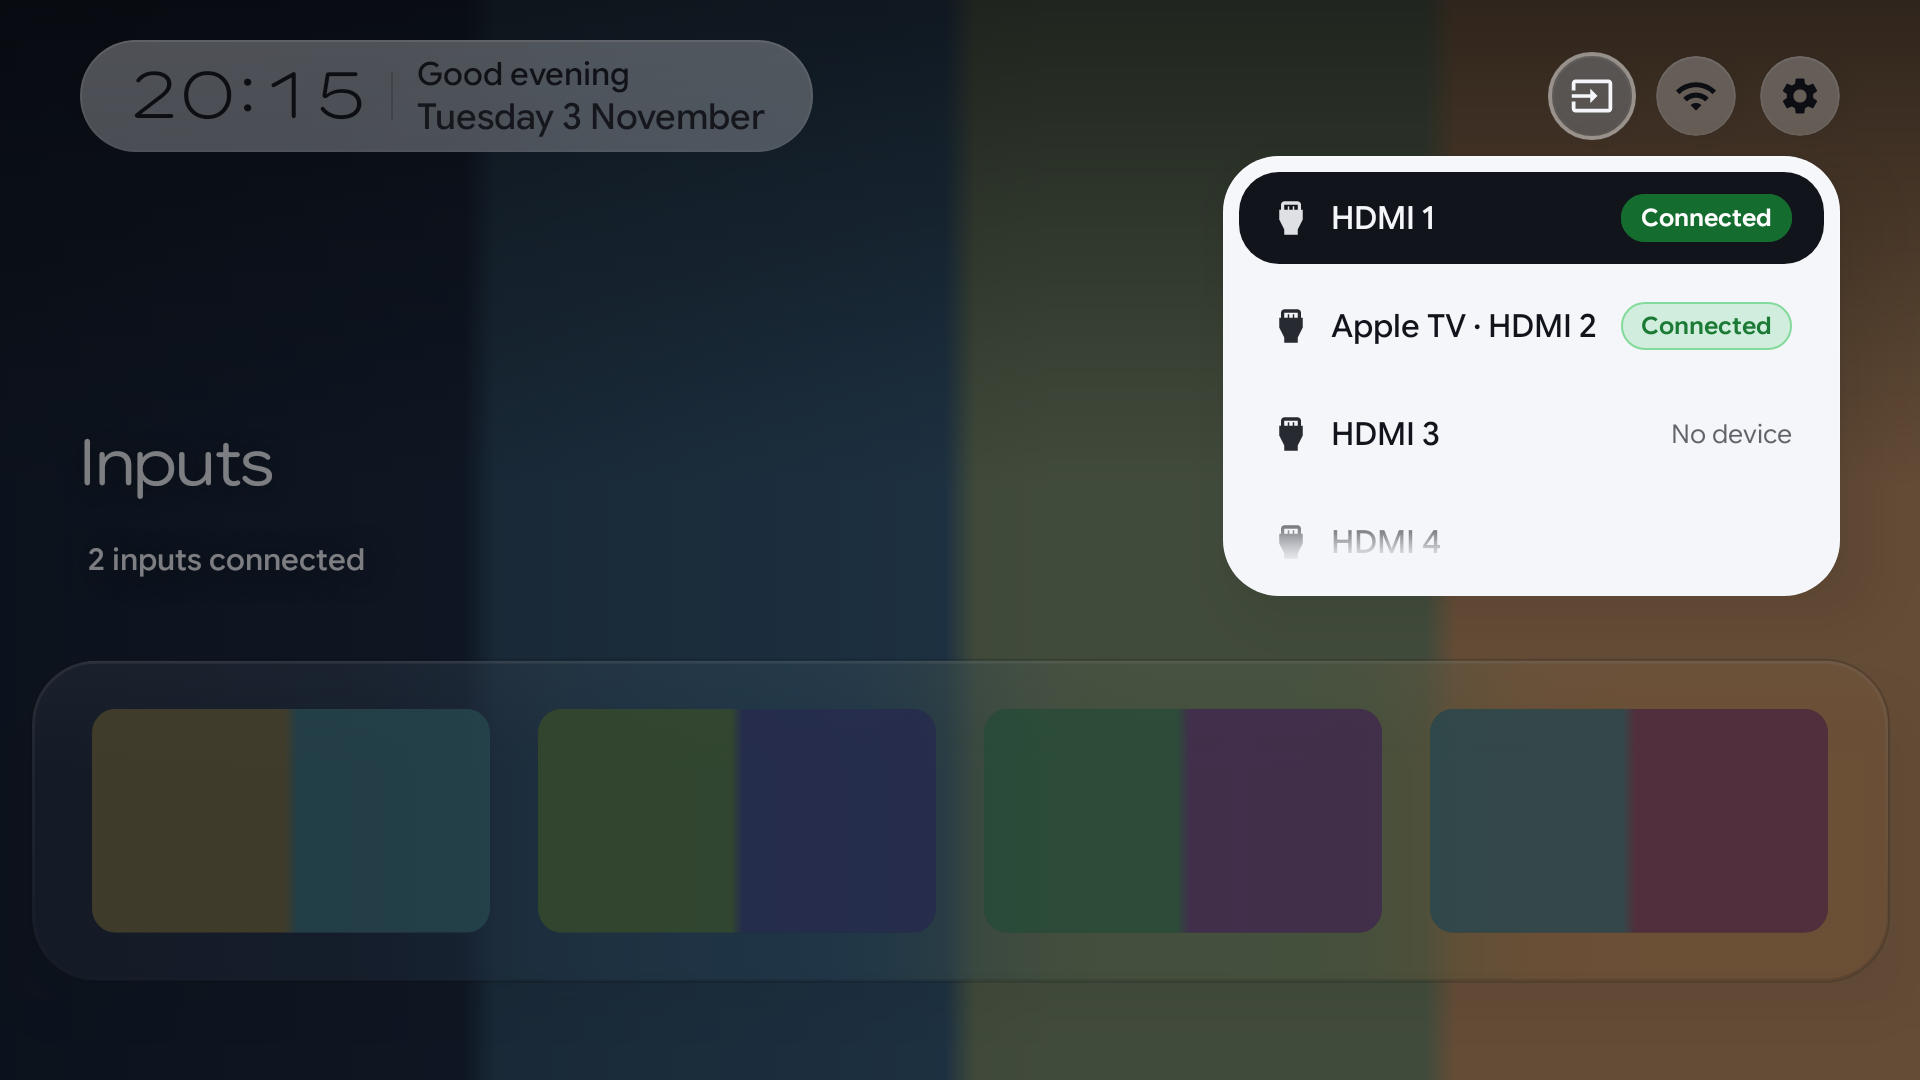 20:15
Good evening
Tuesday 3 November
HDMI 1
Connected
Apple TV · HDMI 2
Connected
HDMI 3
No device
HDMI 4
Inputs
2 inputs connected